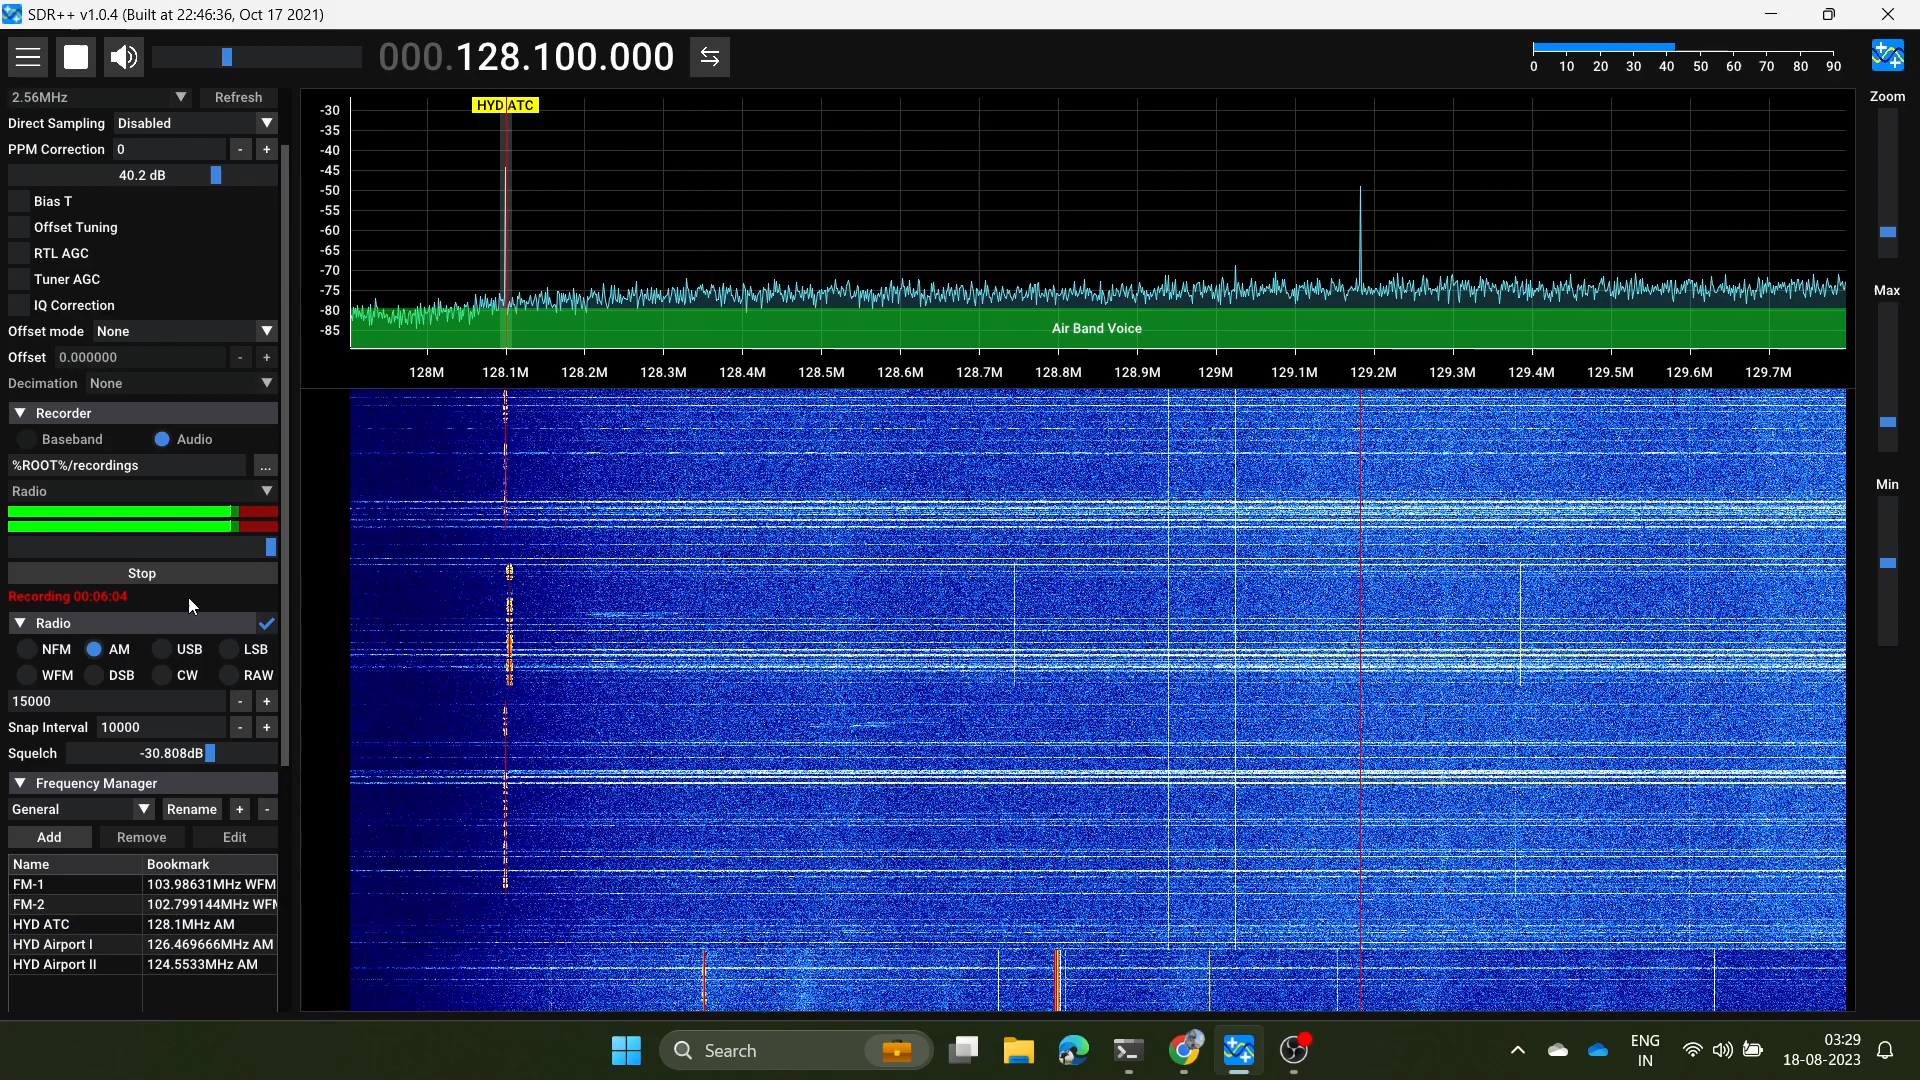 SDR++ v1.0.4 (Built at 22:46:36, Oct 17 2021)
000.128.100.000
0 10 20 30 40 50 60 70 80 90
2.56MHz Refresh
Direct Sampling Disabled
PPM Correction 0 - +
40.2 dB
Bias T
Offset Tuning
RTL AGC
Tuner AGC
IQ Correction
Offset mode None
Offset 0.000000 - +
Decimation None
Recorder
Baseband Audio
%ROOT%/recordings ...
Radio
Stop
Recording 00:06:04
Radio
NFM AM USB LSB
WFM DSB CW RAW
15000 - +
Snap Interval 10000 - +
Squelch -30.808dB
Frequency Manager
General Rename + -
Add Remove Edit
Name Bookmark
FM-1 103.98631MHz WFM
FM-2 102.799144MHz WFM
HYD ATC 128.1MHz AM
HYD Airport I 126.469666MHz AM
HYD Airport II 124.5533MHz AM
HYD ATC
-30
-35
-40
-45
-50
-55
-60
-65
-70
-75
-80
-85
Air Band Voice
128M 128.1M 128.2M 128.3M 128.4M 128.5M 128.6M 128.7M 128.8M 128.9M 129M 129.1M 129.2M 129.3M 129.4M 129.5M 129.6M 129.7M
Zoom
Max
Min
Search
ENG
IN
03:29
18-08-2023